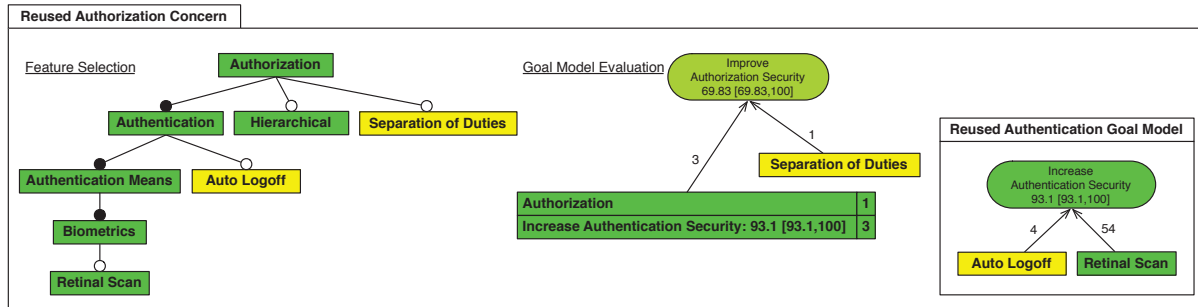 Reused Authorization Concern
Feature Selection
Authorization
Authentication
Hierarchical
Separation of Duties
Authentication Means
Auto Logoff
Biometrics
Retinal Scan
Goal Model Evaluation
Improve
Authorization Security
69.83 [69.83,100]
3
1
Separation of Duties
Authorization 1
Increase Authentication Security: 93.1 [93.1,100] 3
Reused Authentication Goal Model
Increase
Authentication Security
93.1 [93.1,100]
4
54
Auto Logoff
Retinal Scan